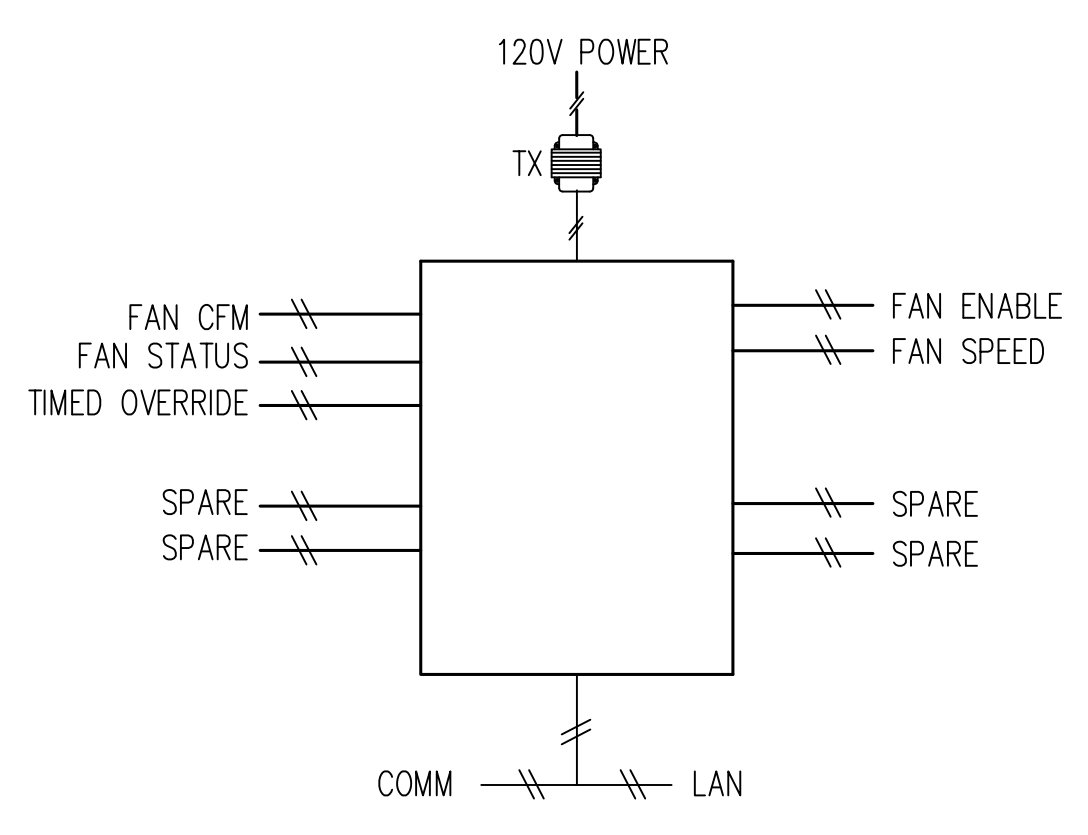 120V POWER
TX
FAN CFM
FAN STATUS
TIMED OVERRIDE
SPARE
SPARE
FAN ENABLE
FAN SPEED
SPARE
SPARE
COMM
LAN